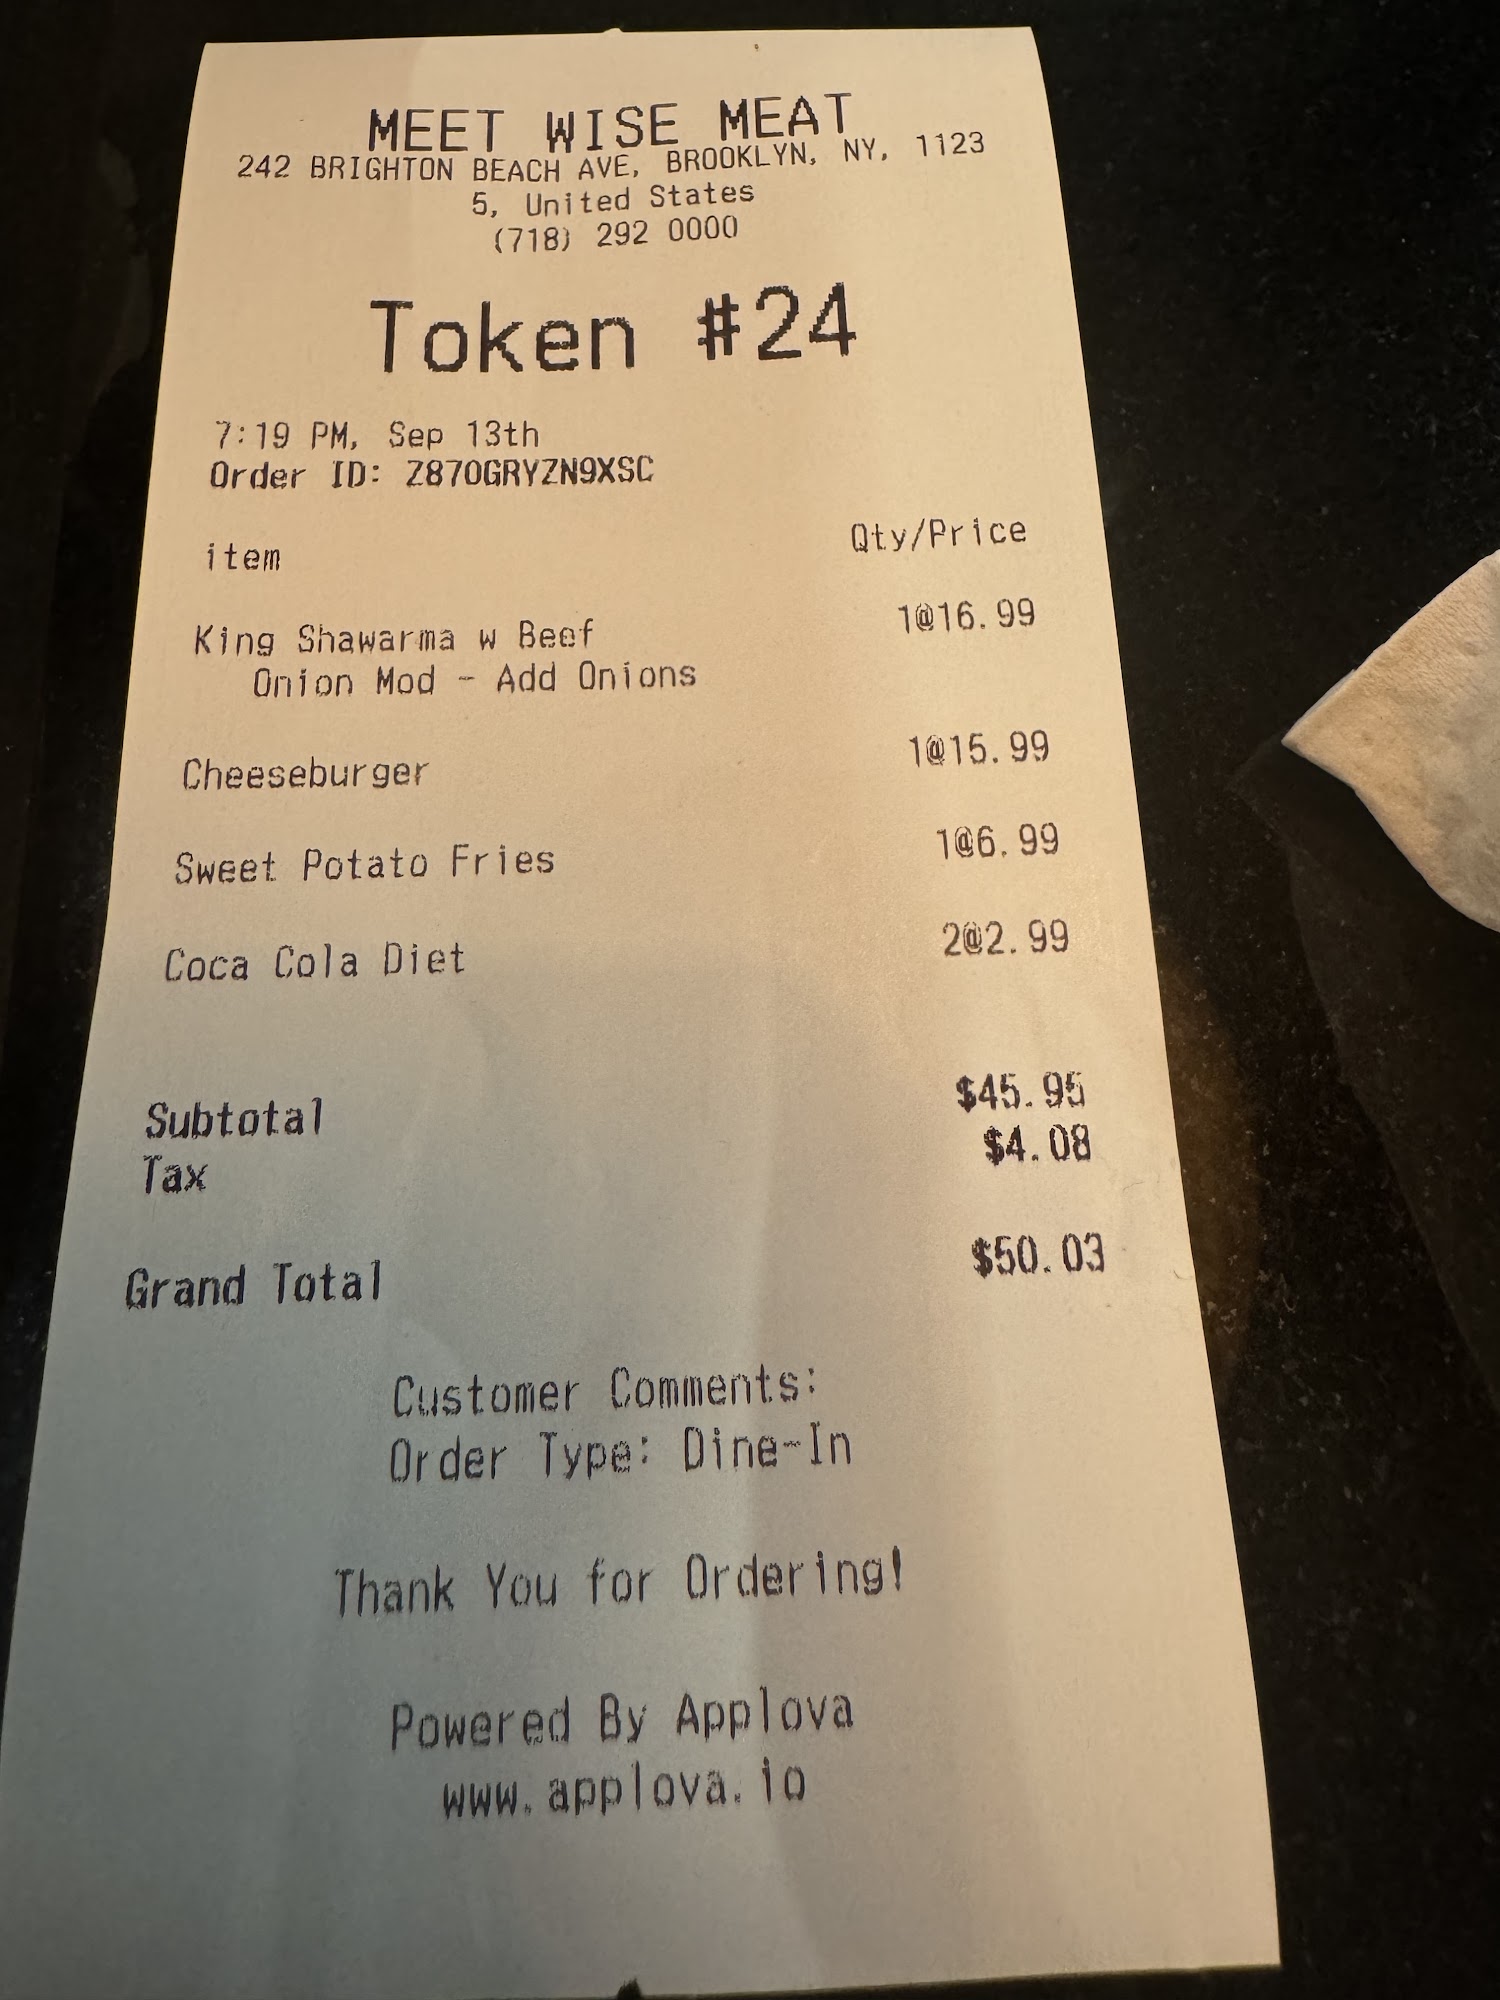 MEET WISE MEAT
242 BRIGHTON BEACH AVE, BROOKLYN, NY, 1123
5, United States
(718) 292 0000
Token #24
7:19 PM, Sep 13th
Order ID: Z870GRYZN9XSC
item Qty/Price
King Shawarma w Beef 1@16.99
Onion Mod - Add Onions
Cheeseburger 1@15.99
Sweet Potato Fries 1@6.99
Coca Cola Diet 2@2.99
Subtotal $45.95
Tax $4.08
Grand Total $50.03
Customer Comments:
Order Type: Dine-In
Thank You for Ordering!
Powered By Applova
www.applova.io